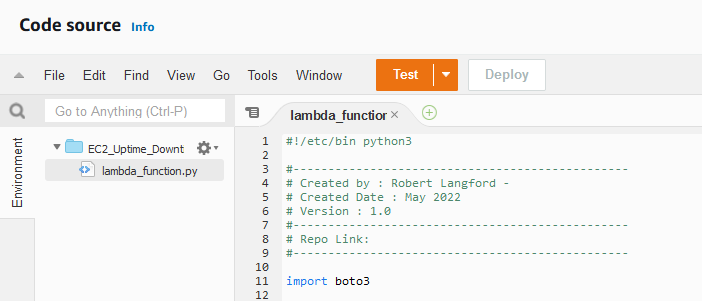 Code source Info
File Edit Find View Go Tools Window Test Deploy
Go to Anything (Ctrl-P)
lambda_function
Environment
EC2_Uptime_Downt
lambda_function.py
1 #!/etc/bin python3
2
3 #-------------------------------------------------
4 # Created by : Robert Langford -
5 # Created Date : May 2022
6 # Version : 1.0
7 #-------------------------------------------------
8 # Repo Link:
9 #-------------------------------------------------
10
11 import boto3
12